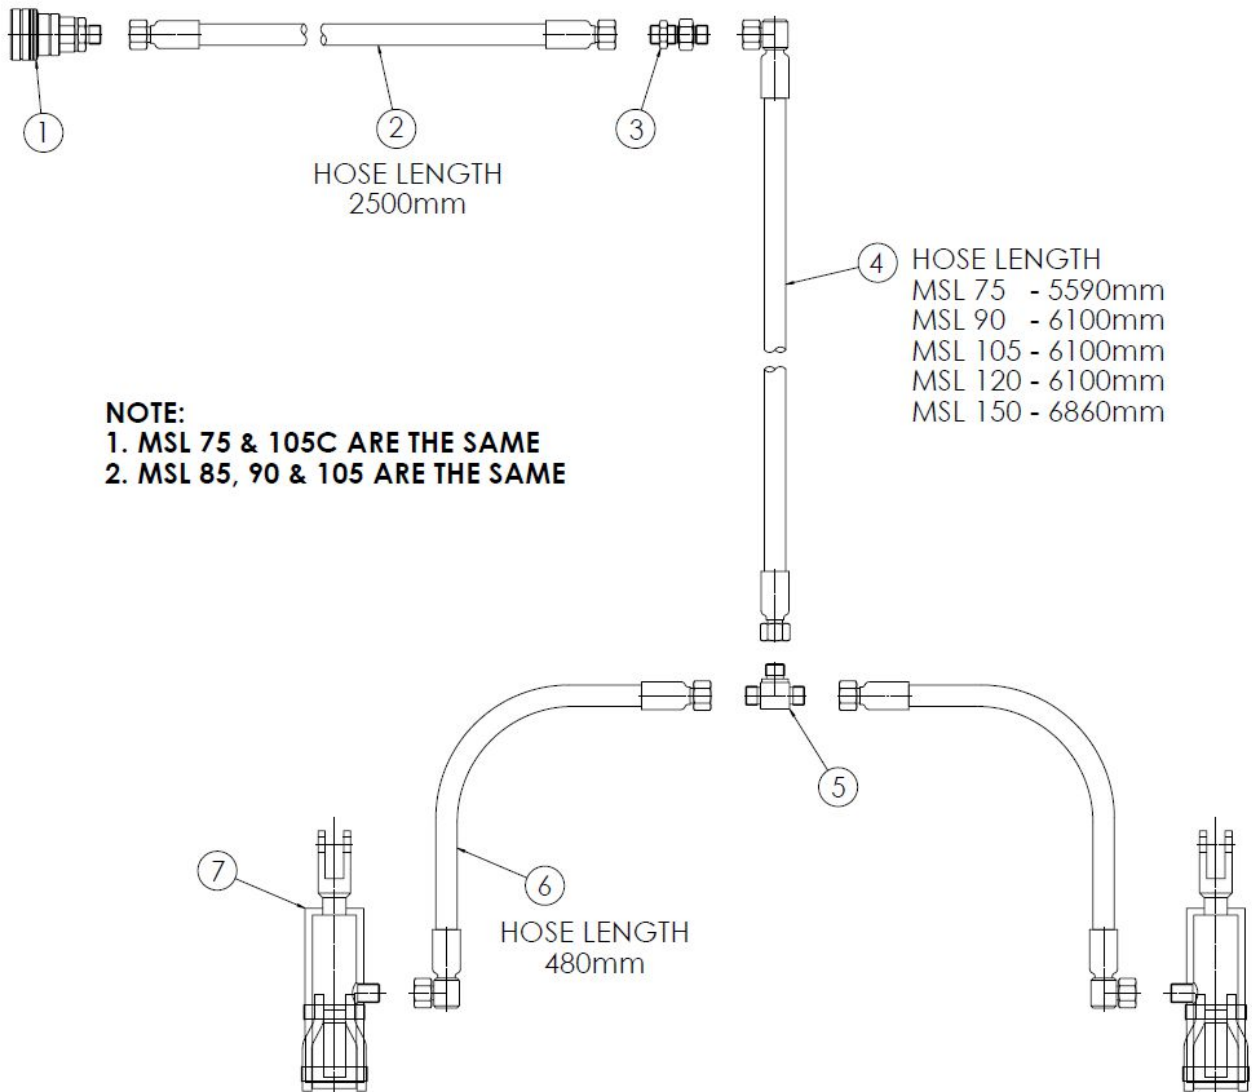 1
2
HOSE LENGTH
2500mm
3
4
HOSE LENGTH
MSL 75 - 5590mm
MSL 90 - 6100mm
MSL 105 - 6100mm
MSL 120 - 6100mm
MSL 150 - 6860mm
NOTE:
1. MSL 75 & 105C ARE THE SAME
2. MSL 85, 90 & 105 ARE THE SAME
5
7
6
HOSE LENGTH
480mm